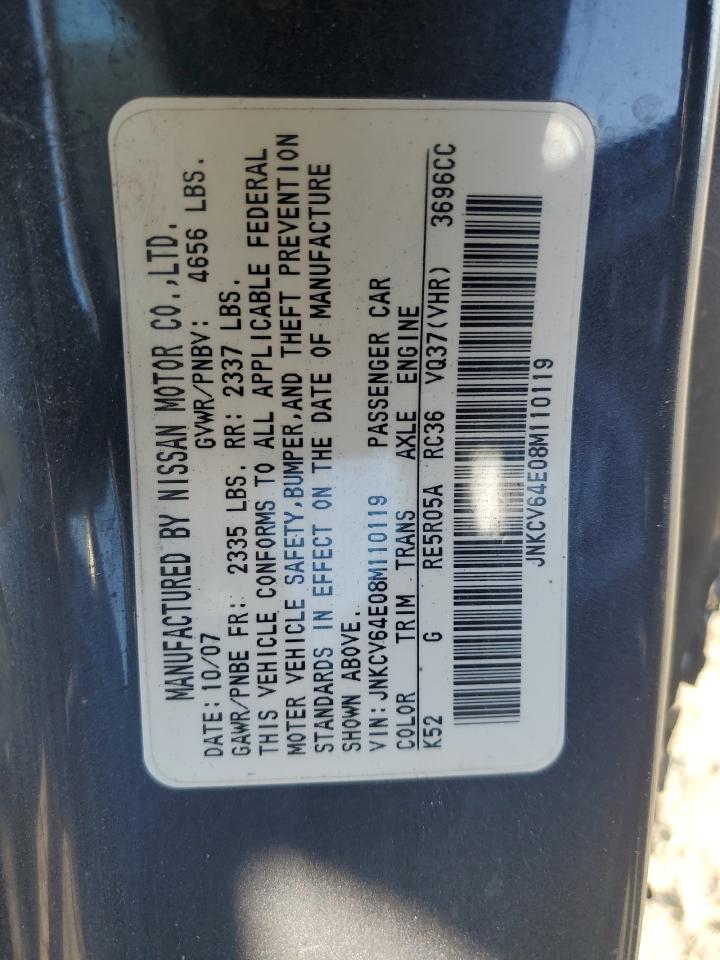 MANUFACTURED BY NISSAN MOTOR CO.,LTD.
DATE: 10/07 GVWR/PNBV: 4656 LBS.
GAWR/PNBE FR: 2335 LBS. RR: 2337 LBS.
THIS VEHICLE CONFORMS TO ALL APPLICABLE FEDERAL
MOTER VEHICLE SAFETY,BUMPER,AND THEFT PREVENTION
STANDARDS IN EFFECT ON THE DATE OF MANUFACTURE
SHOWN ABOVE.
VIN: JNKCV64E08M110119 PASSENGER CAR
COLOR TRIM TRANS AXLE ENGINE
K52 G RE5R05A RC36 VQ37(VHR) 3696CC
JNKCV64E08M110119